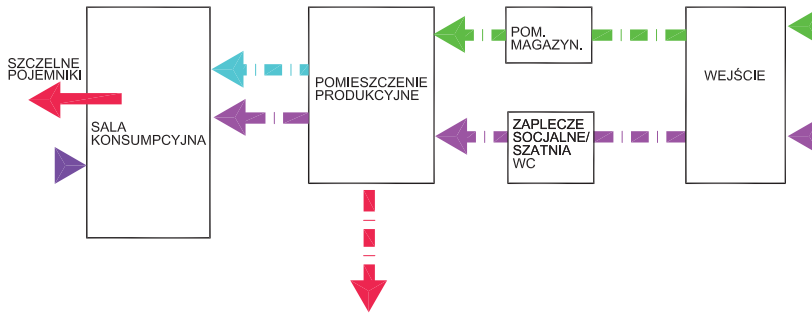 SZCZELNE
POJEMNIKI
SALA
KONSUMPCYJNA
POMIESZCZENIE
PRODUKCYJNE
POM.
MAGAZYN.
ZAPLECZE
SOCJALNE/
SZATNIA
WC
WEJŚCIE